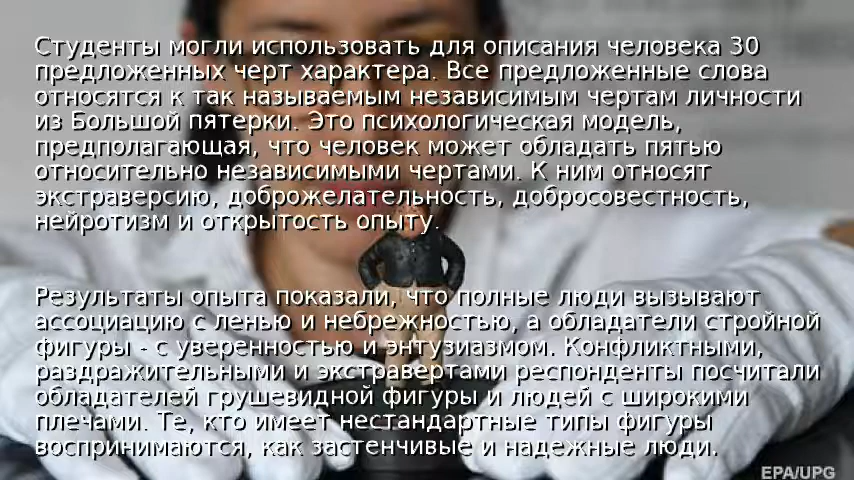 Студенты могли использовать для описания человека 30
предложенных черт характера. Все предложенные слова
относятся к так называемым независимым чертам личности
из Большой пятерки. Это психологическая модель,
предполагающая, что человек может обладать пятью
относительно независимыми чертами. К ним относят
экстраверсию, доброжелательность, добросовестность,
нейротизм и открытость опыту.
Результаты опыта показали, что полные люди вызывают
ассоциацию с ленью и небрежностью, а обладатели стройной
фигуры - с уверенностью и энтузиазмом. Конфликтными,
раздражительными и экстравертами респонденты посчитали
обладателей грушевидной фигуры и людей с широкими
плечами. Те, кто имеет нестандартные типы фигуры
воспринимаются, как застенчивые и надежные люди.
EPA/UPG